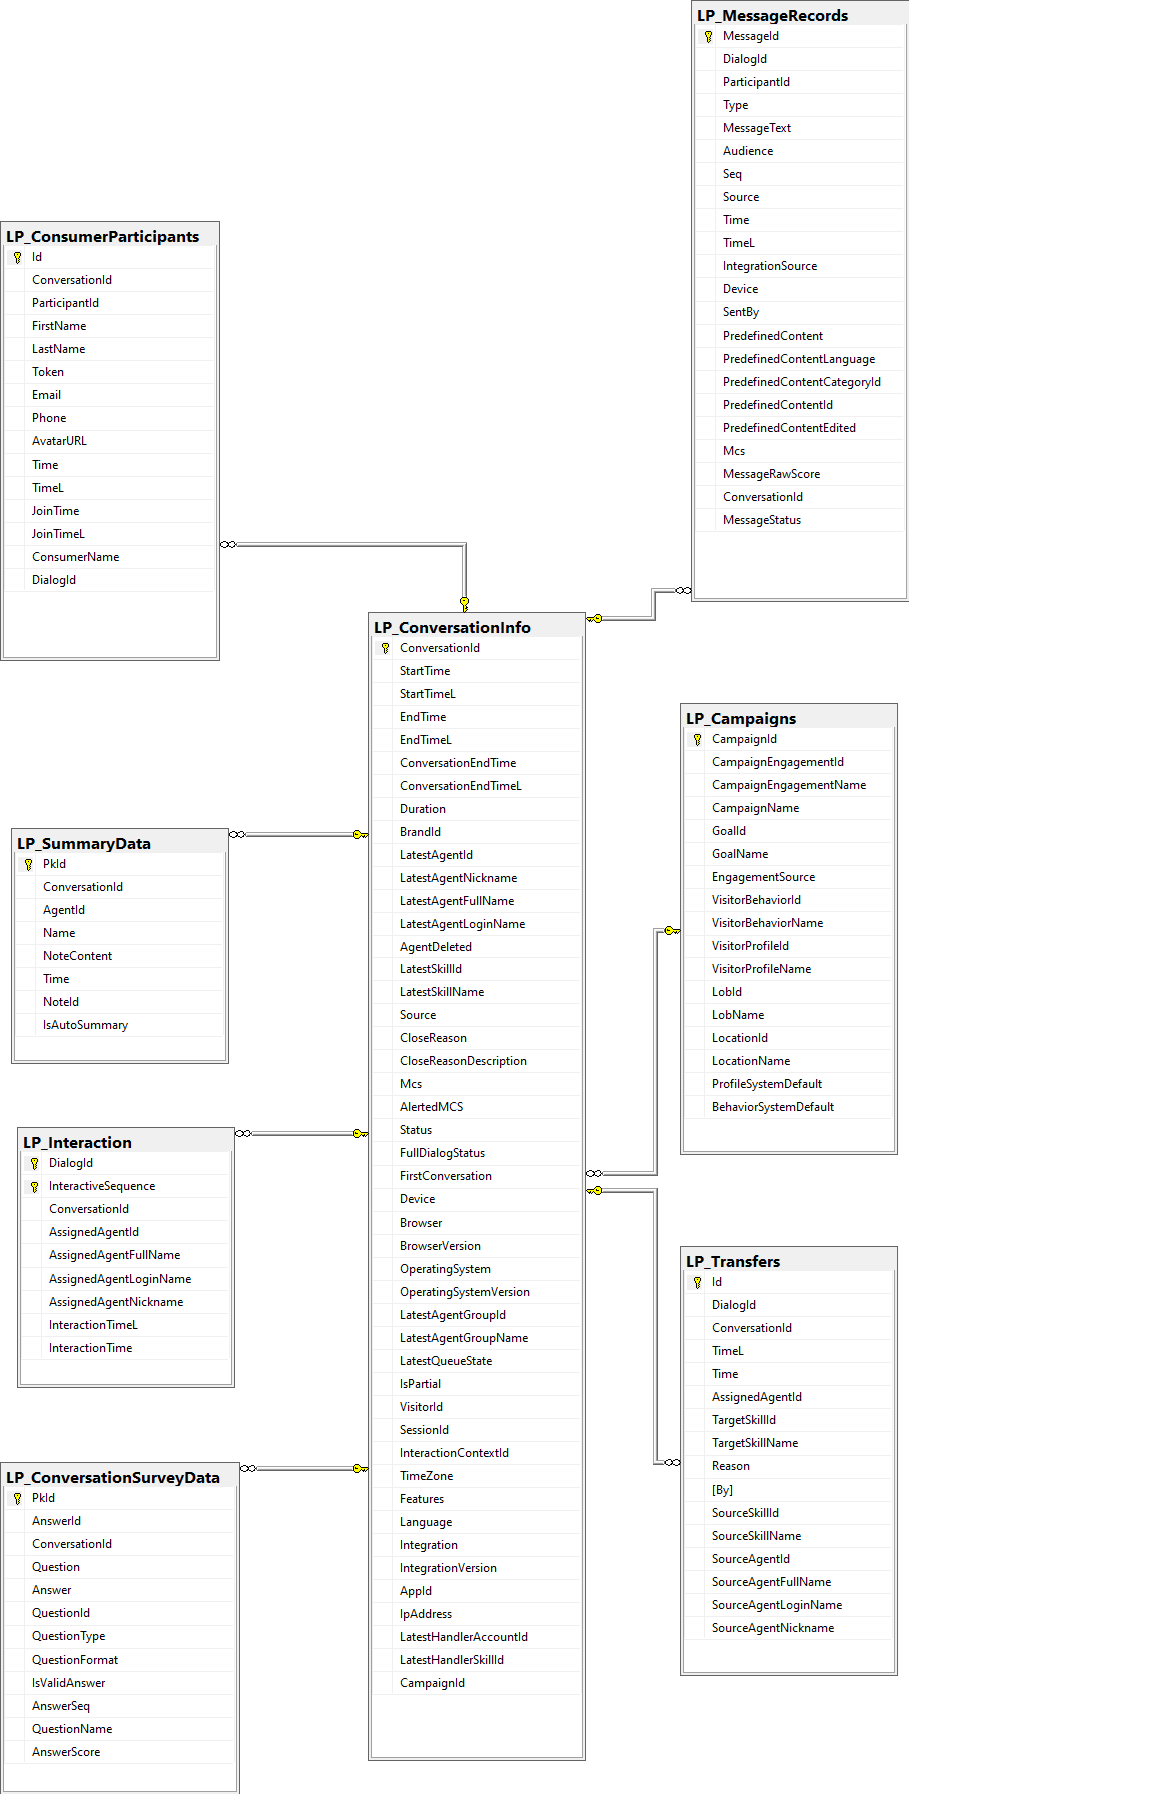 LP_MessageRecords
MessageId
DialogId
ParticipantId
Type
MessageText
Audience
Seq
Source
Time
TimeL
IntegrationSource
Device
SentBy
PredefinedContent
PredefinedContentLanguage
PredefinedContentCategoryId
PredefinedContentId
PredefinedContentEdited
Mcs
MessageRawScore
ConversationId
MessageStatus
LP_ConsumerParticipants
Id
ConversationId
ParticipantId
FirstName
LastName
Token
Email
Phone
AvatarURL
Time
TimeL
JoinTime
JoinTimeL
ConsumerName
DialogId
LP_ConversationInfo
ConversationId
StartTime
StartTimeL
EndTime
EndTimeL
ConversationEndTime
ConversationEndTimeL
Duration
BrandId
LatestAgentId
LatestAgentNickname
LatestAgentFullName
LatestAgentLoginName
AgentDeleted
LatestSkillId
LatestSkillName
Source
CloseReason
CloseReasonDescription
Mcs
AlertedMCS
Status
FullDialogStatus
FirstConversation
Device
Browser
BrowserVersion
OperatingSystem
OperatingSystemVersion
LatestAgentGroupId
LatestAgentGroupName
LatestQueueState
IsPartial
VisitorId
SessionId
InteractionContextId
TimeZone
Features
Language
Integration
IntegrationVersion
AppId
IpAddress
LatestHandlerAccountId
LatestHandlerSkillId
CampaignId
LP_Campaigns
CampaignId
CampaignEngagementId
CampaignEngagementName
CampaignName
GoalId
GoalName
EngagementSource
VisitorBehaviorId
VisitorBehaviorName
VisitorProfileId
VisitorProfileName
LobId
LobName
LocationId
LocationName
ProfileSystemDefault
BehaviorSystemDefault
LP_SummaryData
PkId
ConversationId
AgentId
Name
NoteContent
Time
NoteId
IsAutoSummary
LP_Interaction
DialogId
InteractiveSequence
ConversationId
AssignedAgentId
AssignedAgentFullName
AssignedAgentLoginName
AssignedAgentNickname
InteractionTimeL
InteractionTime
LP_Transfers
Id
DialogId
ConversationId
TimeL
Time
AssignedAgentId
TargetSkillId
TargetSkillName
Reason
[By]
SourceSkillId
SourceSkillName
SourceAgentId
SourceAgentFullName
SourceAgentLoginName
SourceAgentNickname
LP_ConversationSurveyData
PkId
AnswerId
ConversationId
Question
Answer
QuestionId
QuestionType
QuestionFormat
IsValidAnswer
AnswerSeq
QuestionName
AnswerScore